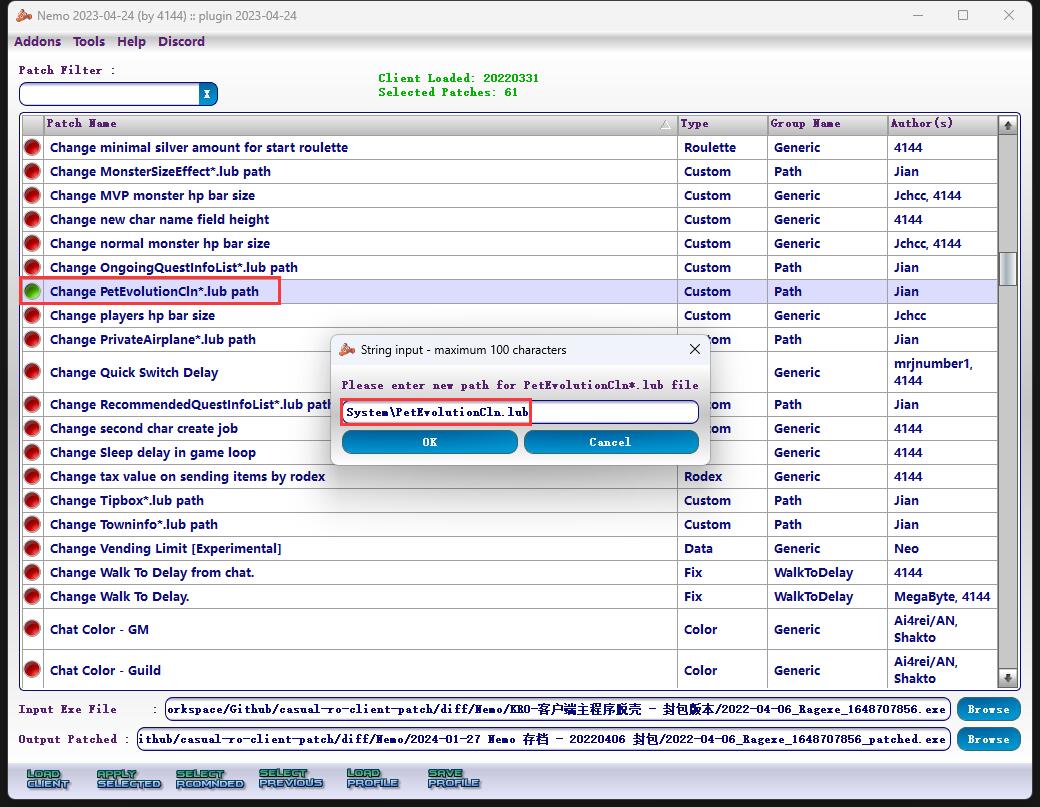 Nemo 2023-04-24 (by 4144) :: plugin 2023-04-24
Addons Tools Help Discord
Patch Filter :
X
Client Loaded: 20220331
Selected Patches: 61
Patch Name Type Group Name Author(s)
Change minimal silver amount for start roulette Roulette Generic 4144
Change MonsterSizeEffect*.lub path Custom Path Jian
Change MVP monster hp bar size Custom Generic Jchcc, 4144
Change new char name field height Custom Generic 4144
Change normal monster hp bar size Custom Generic Jchcc, 4144
Change OngoingQuestInfoList*.lub path Custom Path Jian
Change PetEvolutionCln*.lub path Custom Path Jian
Change players hp bar size Custom Generic Jchcc
Change PrivateAirplane*.lub path Path Jian
Change Quick Switch Delay Generic mrjnumber1,
4144
Change RecommendedQuestInfoList*.lub Path Jian
Change second char create job Generic 4144
Change Sleep delay in game loop Generic 4144
Change tax value on sending items by rodex Rodex Generic 4144
Change Tipbox*.lub path Custom Path Jian
Change Towninfo*.lub path Custom Path Jian
Change Vending Limit [Experimental] Data Generic Neo
Change Walk To Delay from chat. Fix WalkToDelay 4144
Change Walk To Delay. Fix WalkToDelay MegaByte, 4144
Chat Color - GM Color Generic Ai4rei/AN,
Shakto
Chat Color - Guild Color Generic Ai4rei/AN,
Shakto
String input - maximum 100 characters
Please enter new path for PetEvolutionCln*.lub file
System\PetEvolutionCln.lub
OK Cancel
Input Exe File : orkspace/Github/casual-ro-client-patch/diff/Nemo/KRO-客户端主程序脱壳 - 封包版本/2022-04-06_Ragexe_1648707856.exe Browse
Output Patched : ithub/casual-ro-client-patch/diff/Nemo/2024-01-27 Nemo 存档 - 20220406 封包/2022-04-06_Ragexe_1648707856_patched.exe Browse
LOAD CLIENT APPLY SELECTED SELECT RCOMNDED SELECT PREVIOUS LOAD PROFILE SAVE PROFILE